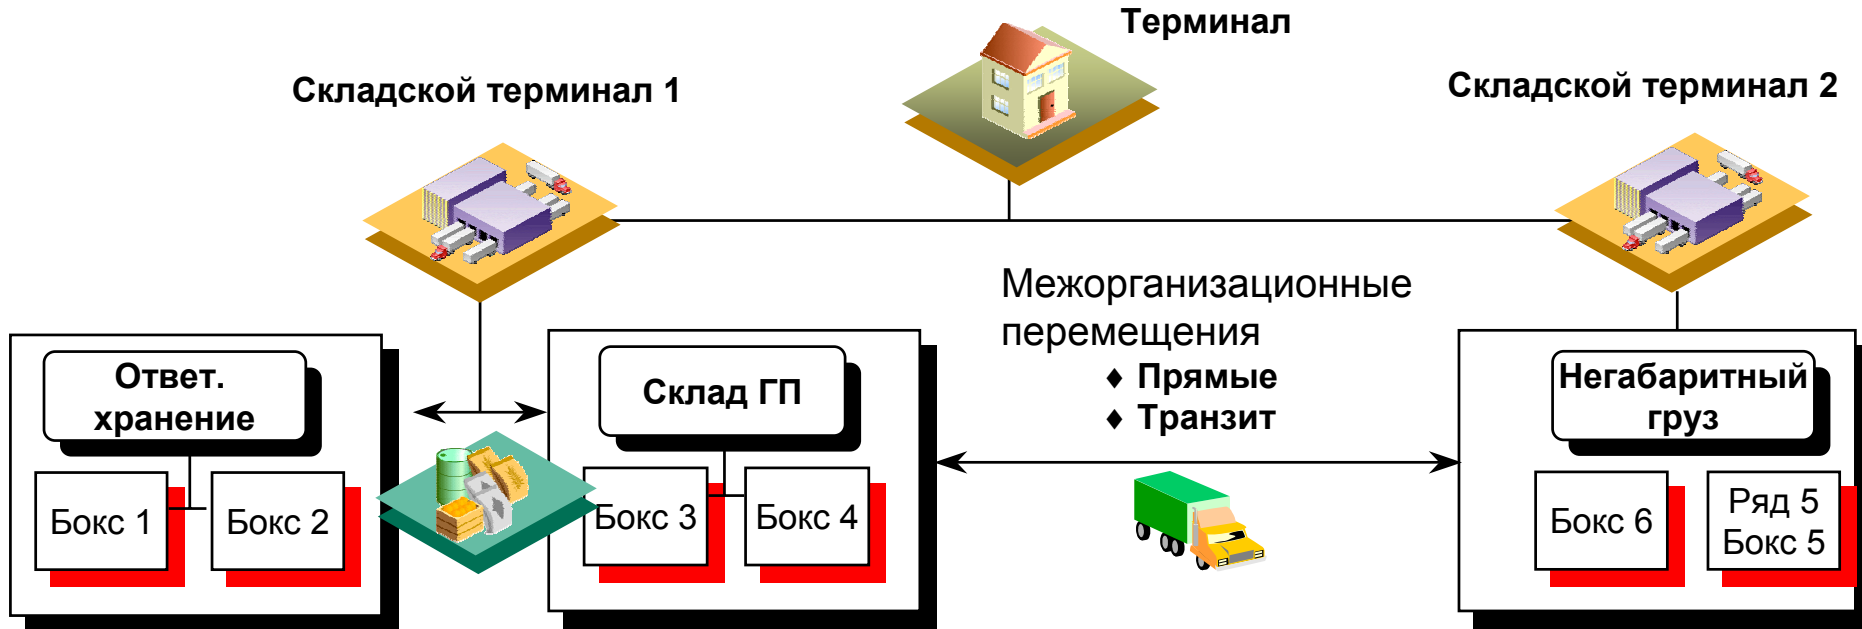 Терминал
Складской терминал 1
Складской терминал 2
Межорганизационные
перемещения
♦ Прямые
♦ Транзит
Ответ.
хранение
Бокс 1
Бокс 2
Склад ГП
Бокс 3
Бокс 4
Негабаритный
груз
Бокс 6
Ряд 5
Бокс 5